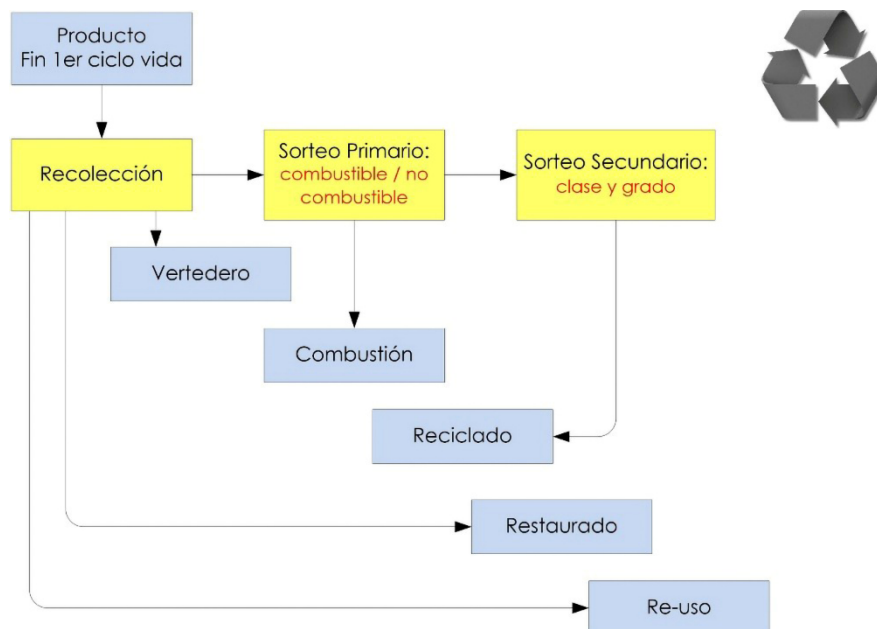 Producto
Fin 1er ciclo vida
Recolección
Sorteo Primario:
combustible / no
combustible
Sorteo Secundario:
clase y grado
Vertedero
Combustión
Reciclado
Restaurado
Re-uso